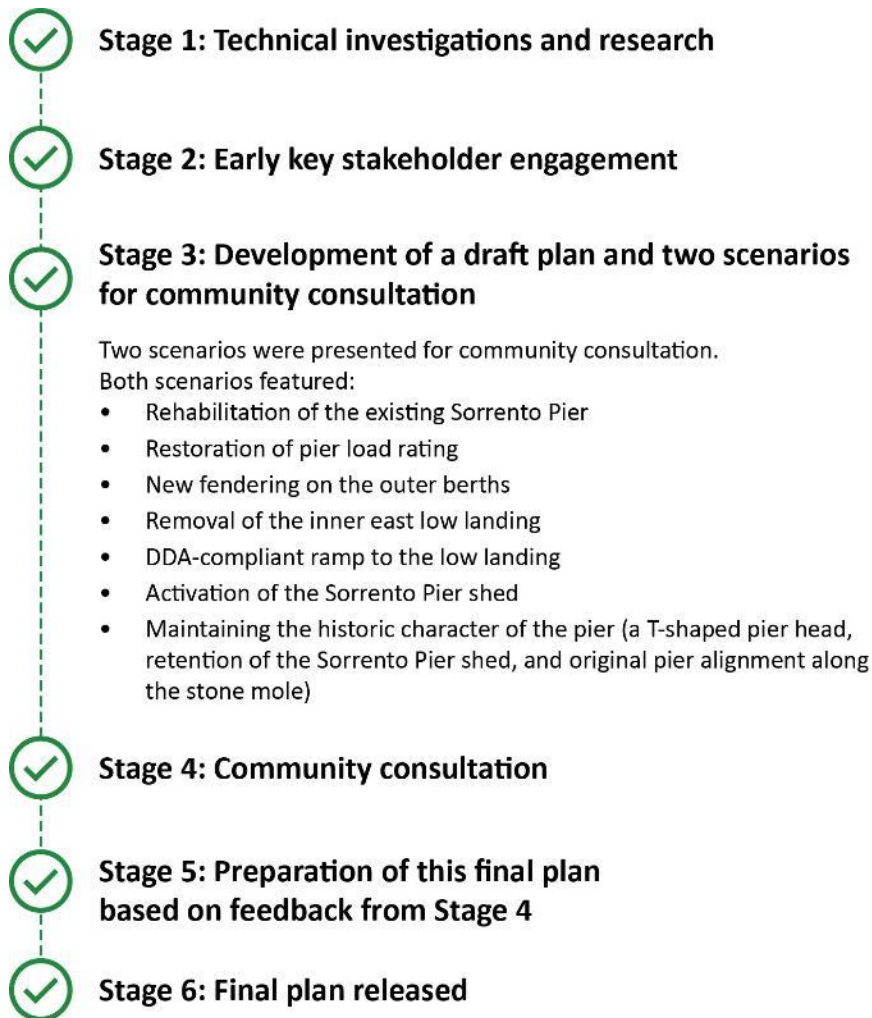 Stage 1: Technical investigations and research
Stage 2: Early key stakeholder engagement
Stage 3: Development of a draft plan and two scenarios
for community consultation
Two scenarios were presented for community consultation.
Both scenarios featured:
• Rehabilitation of the existing Sorrento Pier
• Restoration of pier load rating
• New fendering on the outer berths
• Removal of the inner east low landing
• DDA-compliant ramp to the low landing
• Activation of the Sorrento Pier shed
• Maintaining the historic character of the pier (a T-shaped pier head,
retention of the Sorrento Pier shed, and original pier alignment along
the stone mole)
Stage 4: Community consultation
Stage 5: Preparation of this final plan
based on feedback from Stage 4
Stage 6: Final plan released